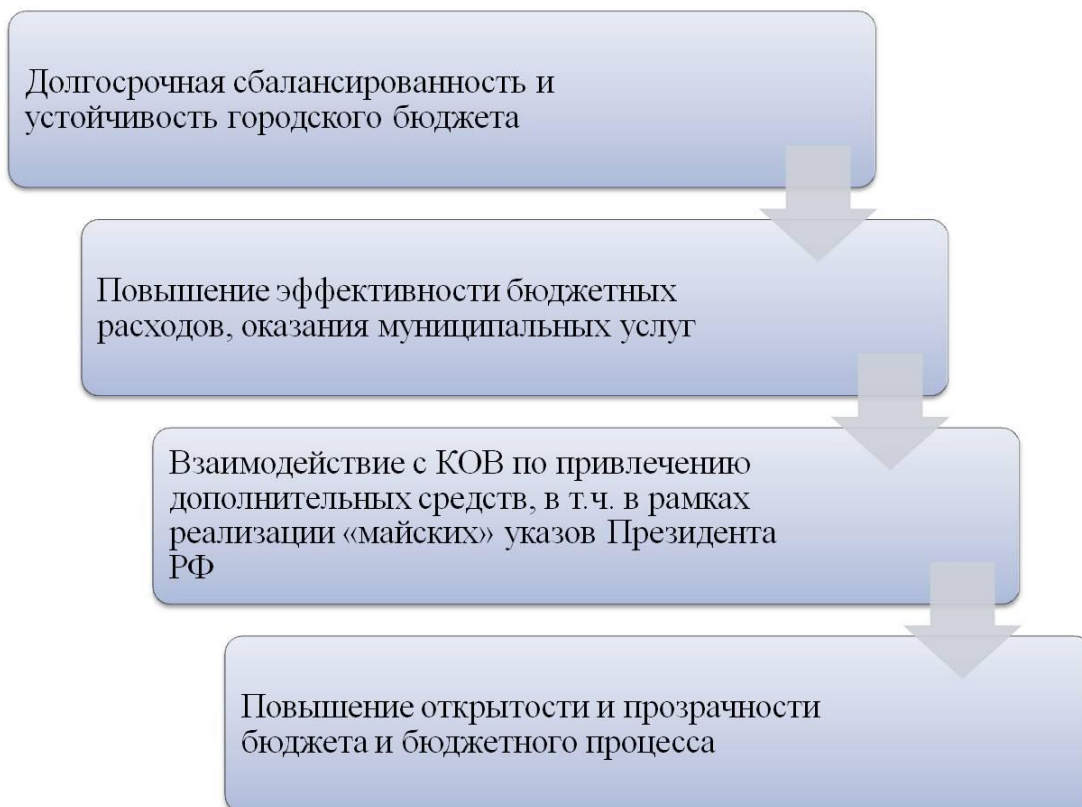 Долгосрочная сбалансированность и
устойчивость городского бюджета
Повышение эффективности бюджетных
расходов, оказания муниципальных услуг
Взаимодействие с КОВ по привлечению
дополнительных средств, в т.ч. в рамках
реализации «майских» указов Президента
РФ
Повышение открытости и прозрачности
бюджета и бюджетного процесса